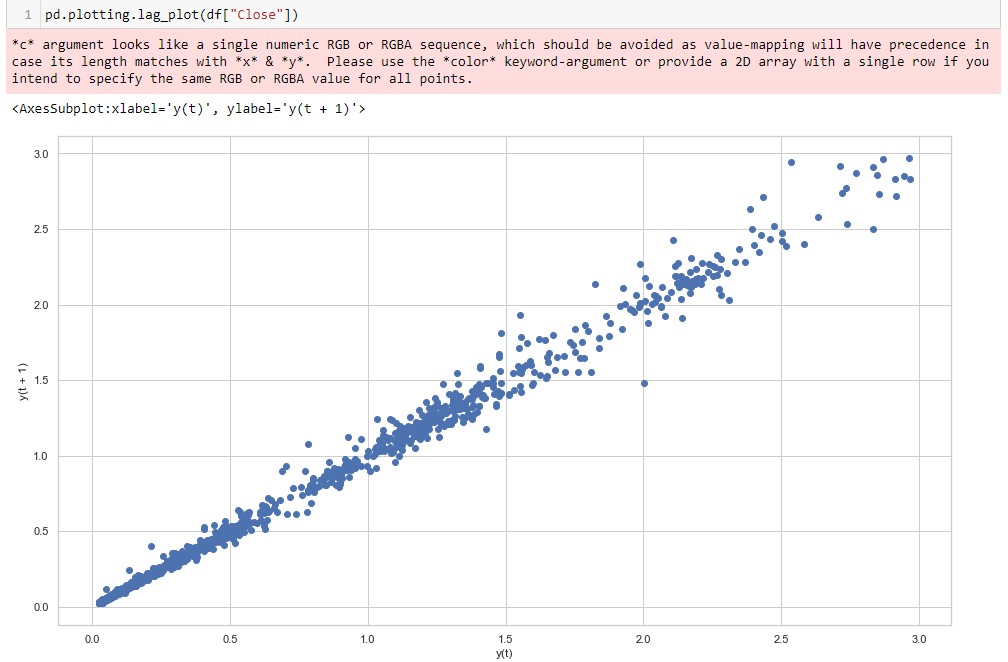 1 pd.plotting.lag_plot(df["Close"])
*c* argument looks like a single numeric RGB or RGBA sequence, which should be avoided as value-mapping will have precedence in
case its length matches with *x* & *y*.  Please use the *color* keyword-argument or provide a 2D array with a single row if you
intend to specify the same RGB or RGBA value for all points.
<AxesSubplot:xlabel='y(t)', ylabel='y(t + 1)'>
3.0
2.5
2.0
1.5
1.0
0.5
0.0
y(t + 1)
0.0 0.5 1.0 1.5 2.0 2.5 3.0
y(t)